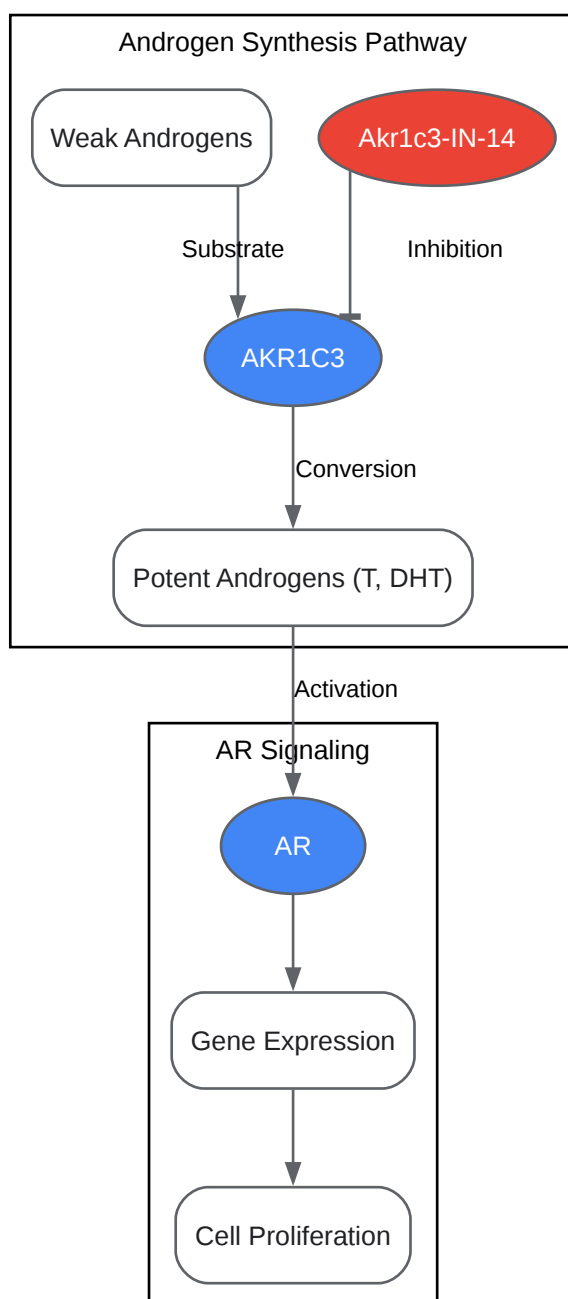 Androgen Synthesis Pathway
Weak Androgens
Akr1c3-IN-14
Substrate
Inhibition
AKR1C3
Conversion
Potent Androgens (T, DHT)
Activation
AR Signaling
AR
Gene Expression
Cell Proliferation